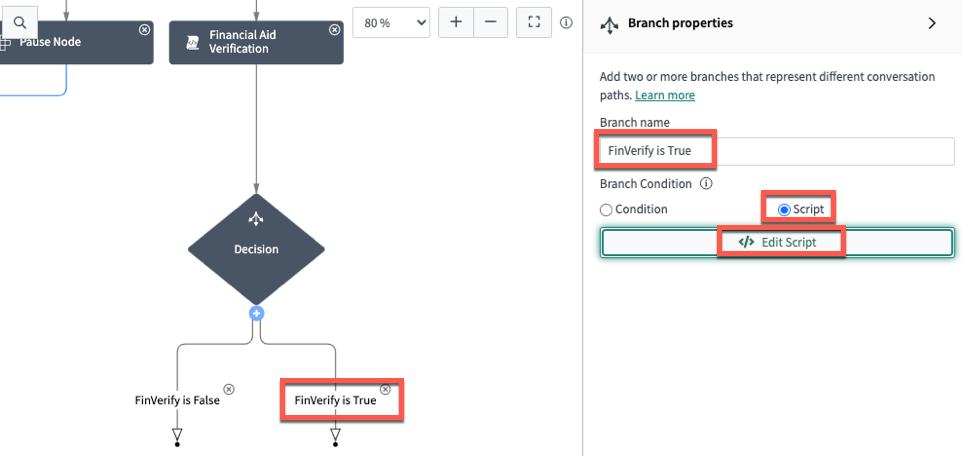 Pause Node
Financial Aid
Verification
80 %
Decision
FinVerify is False
FinVerify is True
Branch properties
Add two or more branches that represent different conversation
paths. Learn more
Branch name
FinVerify is True
Branch Condition
Condition
Script
</> Edit Script